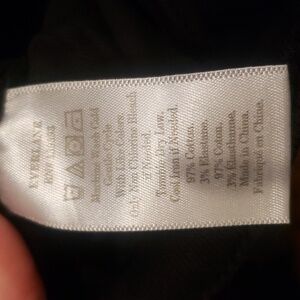 EVERLANE
Machine Wash Cold
Gentle Cycle
With Like Colors.
Only Non Chlorine Bleach
if Needed.
Tumble Dry Low.
Cool Iron if Needed.
97% Cotton,
3% Elastane.
97% Coton,
3% Élasthanne.
Made in China.
Fabriqué en Chine.